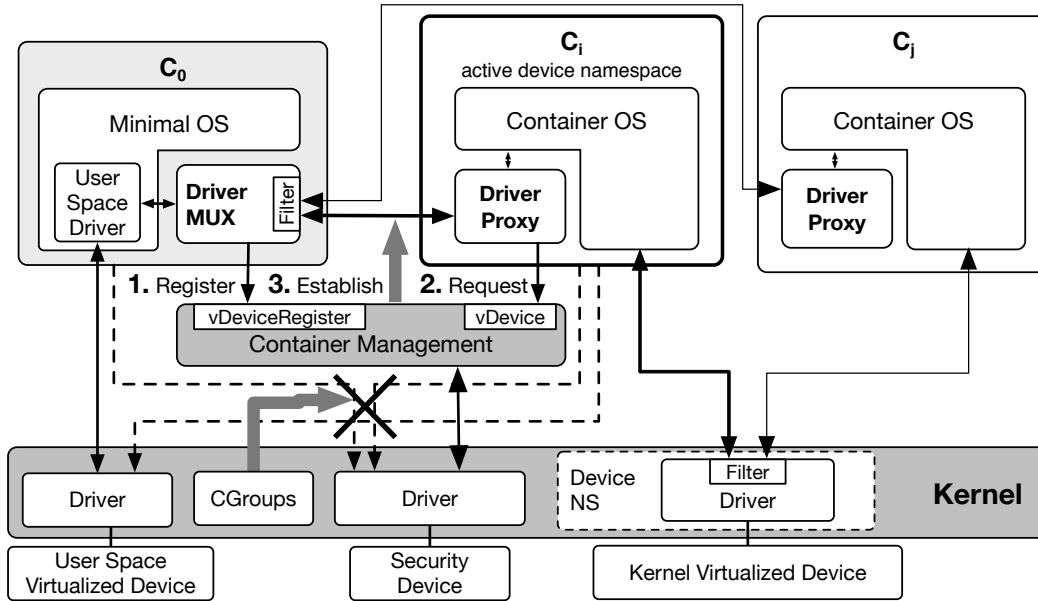 C0
Minimal OS
User
Space
Driver
Driver
MUX
Filter
Ci
active device namespace
Container OS
Driver
Proxy
Cj
Container OS
Driver
Proxy
1. Register
3. Establish
2. Request
vDeviceRegister
vDevice
Container Management
Driver
CGroups
Driver
Device
NS
Filter
Driver
Kernel
User Space
Virtualized Device
Security
Device
Kernel Virtualized Device